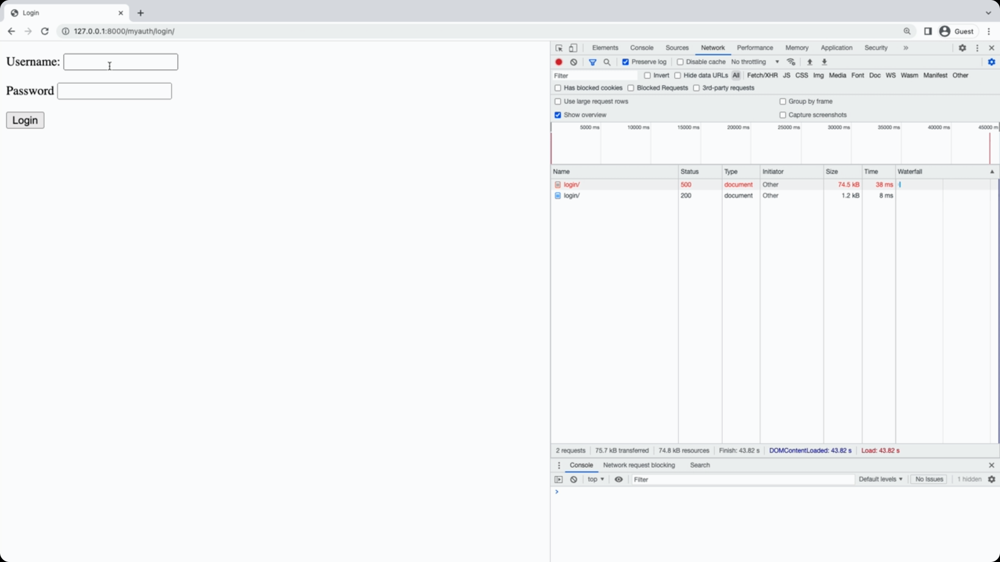 Login
127.0.0.1:8000/myauth/login/
Guest
Username:
Password
Login
Elements Console Sources Network Performance Memory Application Security »
Preserve log Disable cache No throttling
Filter Invert Hide data URLs All Fetch/XHR JS CSS Img Media Font Doc WS Wasm Manifest Other
Has blocked cookies Blocked Requests 3rd-party requests
Use large request rows Group by frame
Show overview Capture screenshots
5000 ms 10000 ms 15000 ms 20000 ms 25000 ms 30000 ms 35000 ms 40000 ms 45000 m
Name Status Type Initiator Size Time Waterfall
login/ 500 document Other 74.5 kB 38 ms
login/ 200 document Other 1.2 kB 8 ms
2 requests 75.7 kB transferred 74.8 kB resources Finish: 43.82 s DOMContentLoaded: 43.82 s Load: 43.82 s
Console Network request blocking Search
top Filter Default levels No Issues 1 hidden